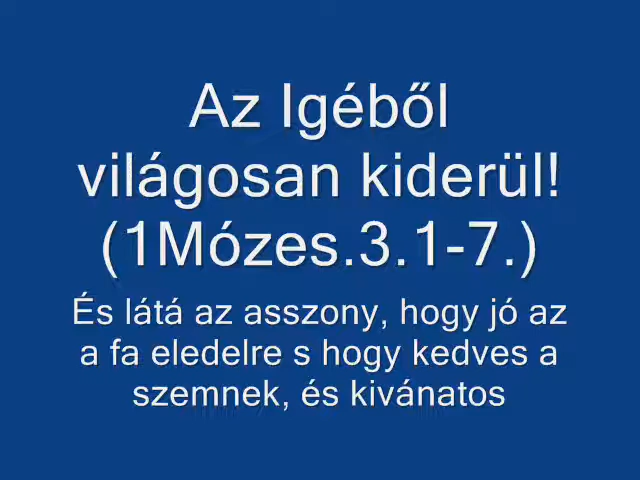 Az Igéből
világosan kiderül!
(1Mózes.3.1-7.)
És látá az asszony, hogy jó az
a fa eledelre s hogy kedves a
szemnek, és kivánatos